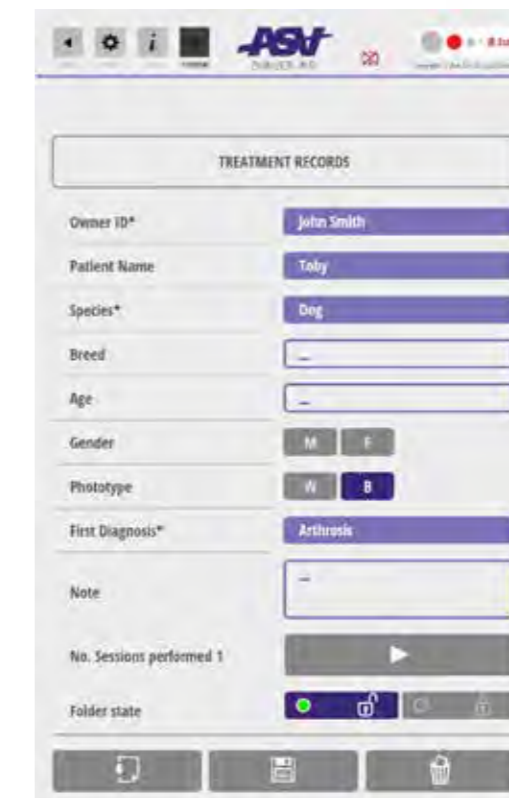 i
ASA
TREATMENT RECORDS
Owner ID* John Smith
Patient Name Toby
Species* Dog
Breed _
Age _
Gender M F
Phototype W B
First Diagnosis* Arthrosis
Note _
No. Sessions performed 1
Folder state